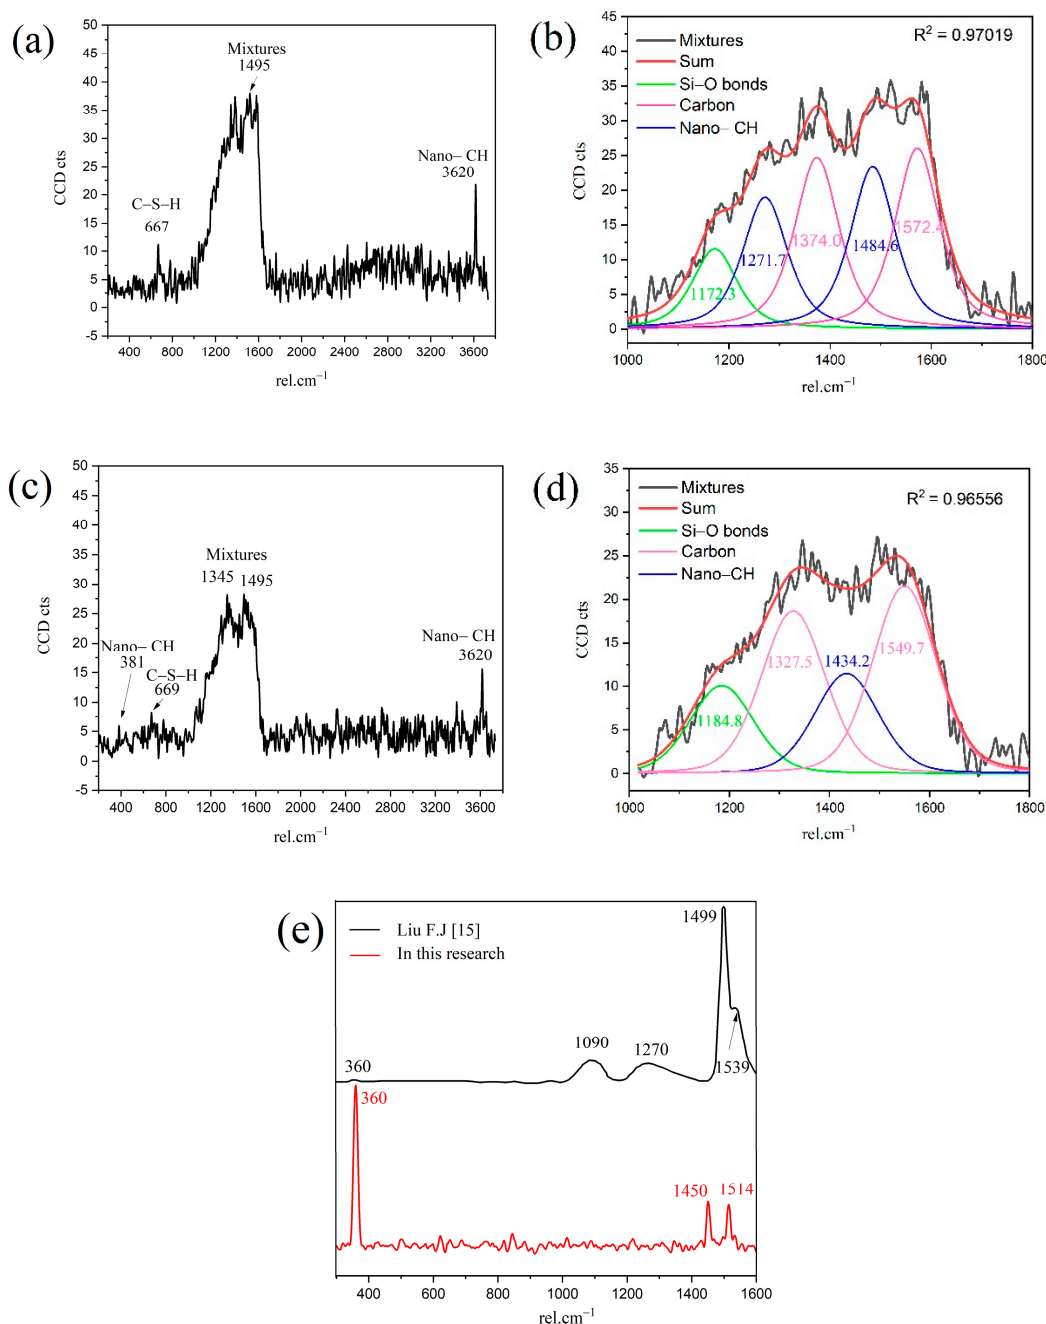 (a)
50
45
40
35
30
25
20
15
10
5
0
−5
CCD cts
Mixtures
1495
Nano– CH
3620
C–S–H
667
400 800 1200 1600 2000 2400 2800 3200 3600
rel.cm⁻¹
(b)
35
30
25
20
15
10
5
0
CCD cts
Mixtures
Sum
Si–O bonds
Carbon
Nano– CH
R² = 0.97019
1172.3
1271.7
1374.0
1484.6
1572.4
1000 1200 1400 1600 1800
rel.cm⁻¹
(c)
50
45
40
35
30
25
20
15
10
5
0
-5
CCD cts
Mixtures
1345 1495
Nano– CH
381
C–S–H
669
Nano– CH
3620
400 800 1200 1600 2000 2400 2800 3200 3600
rel.cm⁻¹
(d)
35
30
25
20
15
10
5
0
CCD cts
Mixtures
Sum
Si–O bonds
Carbon
Nano–CH
R² = 0.96556
1184.8
1327.5
1434.2
1549.7
1000 1200 1400 1600 1800
rel.cm⁻¹
(e)
Liu F.J [15]
In this research
1499
1539
1090
1270
360
360
1450 1514
400 600 800 1000 1200 1400 1600
rel.cm⁻¹